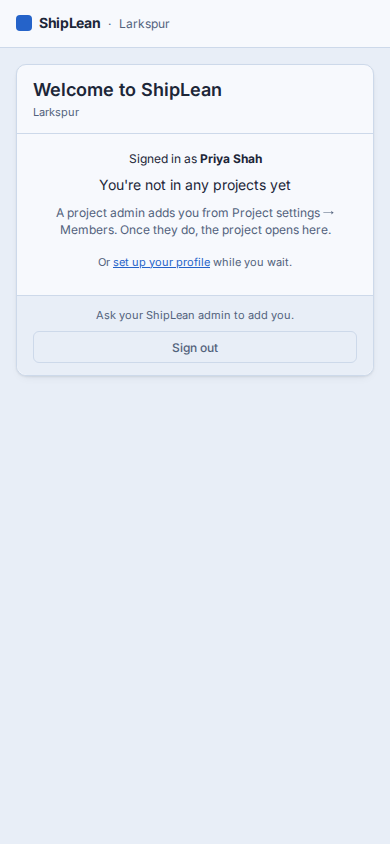 ShipLean · Larkspur
Welcome to ShipLean
Larkspur
Signed in as Priya Shah
You're not in any projects yet
A project admin adds you from Project settings →
Members. Once they do, the project opens here.
Or set up your profile while you wait.
Ask your ShipLean admin to add you.
Sign out